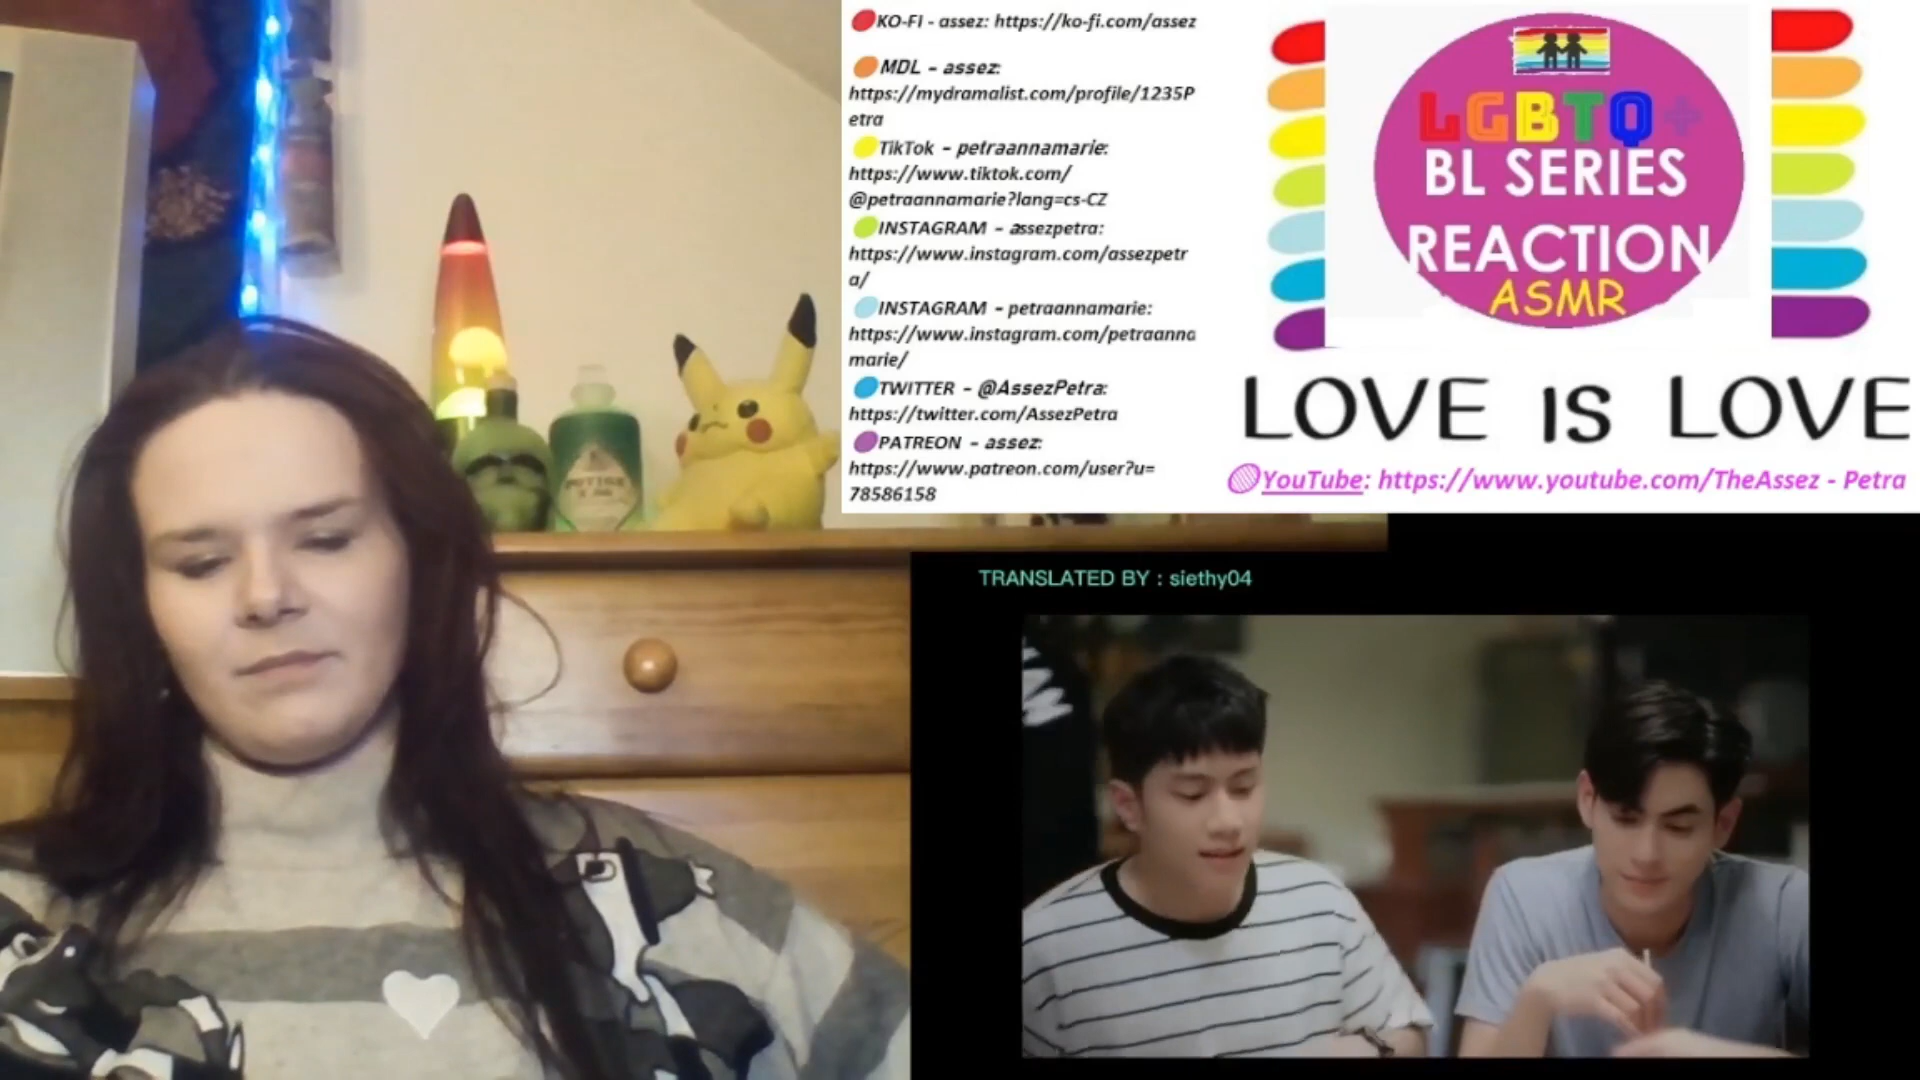 KO-FI - assez: https://ko-fi.com/assez
MDL - assez:
https://mydramalist.com/profile/1235P
etra
TikTok - petraannamarie:
https://www.tiktok.com/
@petraannamarie?lang=cs-CZ
INSTAGRAM - assezpetra:
https://www.instagram.com/assezpetr
a/
INSTAGRAM - petraannamarie:
https://www.instagram.com/petraanna
marie/
TWITTER - @AssezPetra:
https://twitter.com/AssezPetra
PATREON - assez:
https://www.patreon.com/user?u=
78586158
LGBTQ+
BL SERIES
REACTION
ASMR
LOVE IS LOVE
YouTube: https://www.youtube.com/TheAssez - Petra
TRANSLATED BY : siethy04